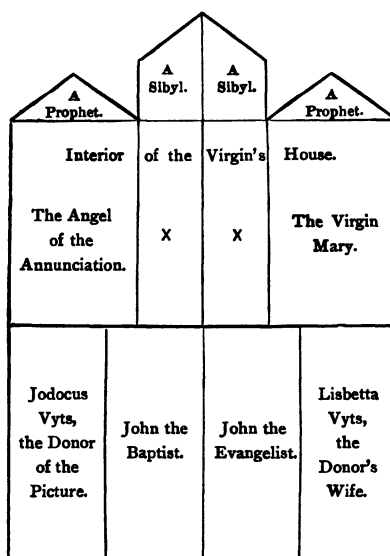 A
Sibyl.
A
Sibyl.
A
Prophet.
A
Prophet.
Interior of the Virgin's House.
The Angel
of the
Annunciation.
X
X
The Virgin
Mary.
Jodocus
Vyts,
the Donor
of the
Picture.
John the
Baptist.
John the
Evangelist.
Lisbetta
Vyts,
the
Donor's
Wife.